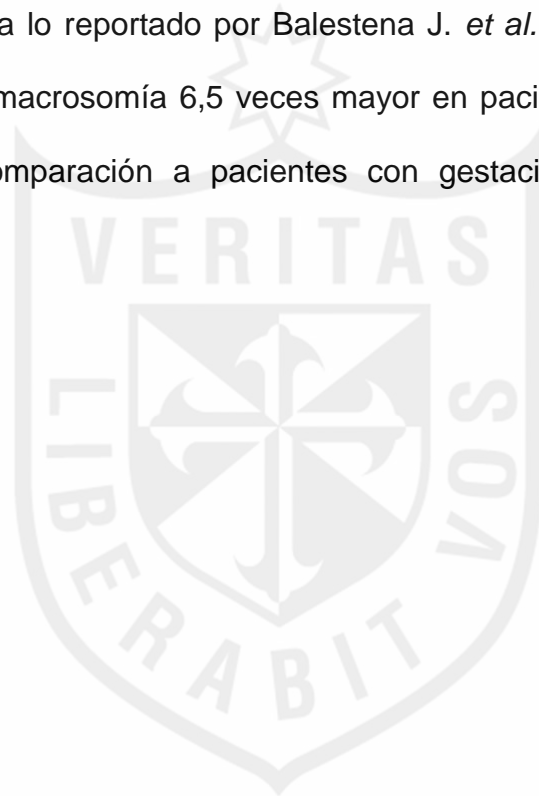 a lo reportado por Balestena J. et al.
macrosomía 6,5 veces mayor en paci
omparación a pacientes con gestaci
VERITAS
LIBERABIT VOS